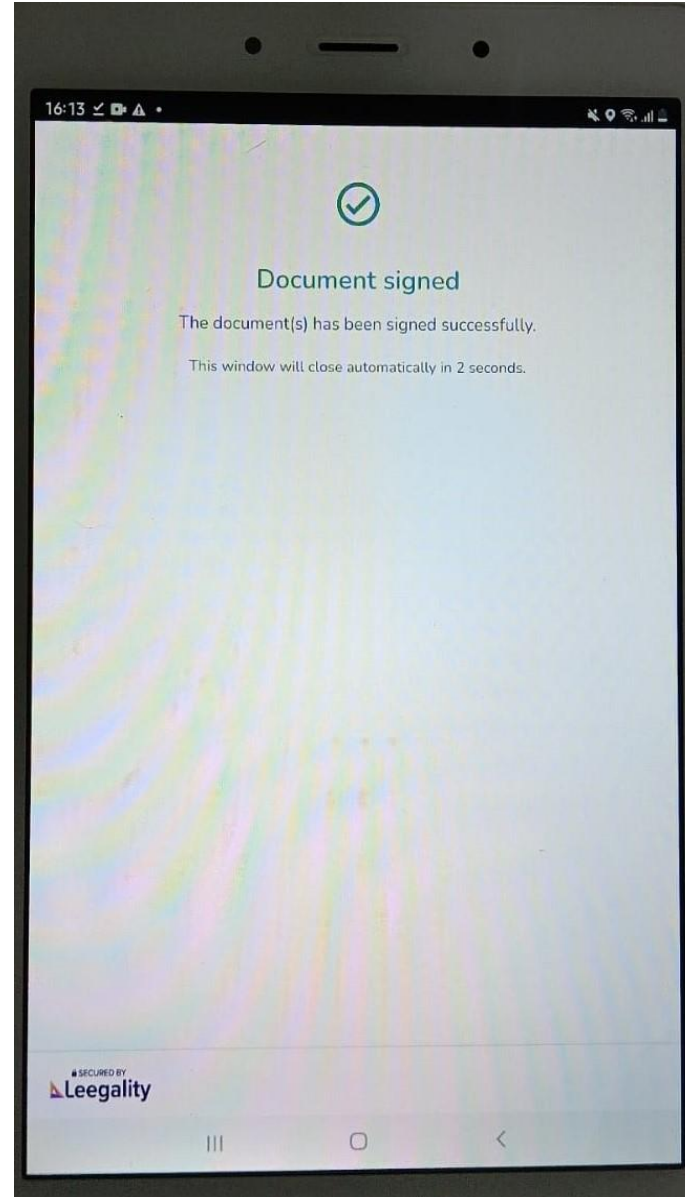 16:13
Document signed
The document(s) has been signed successfully.
This window will close automatically in 2 seconds.
SECURED BY
Leegality